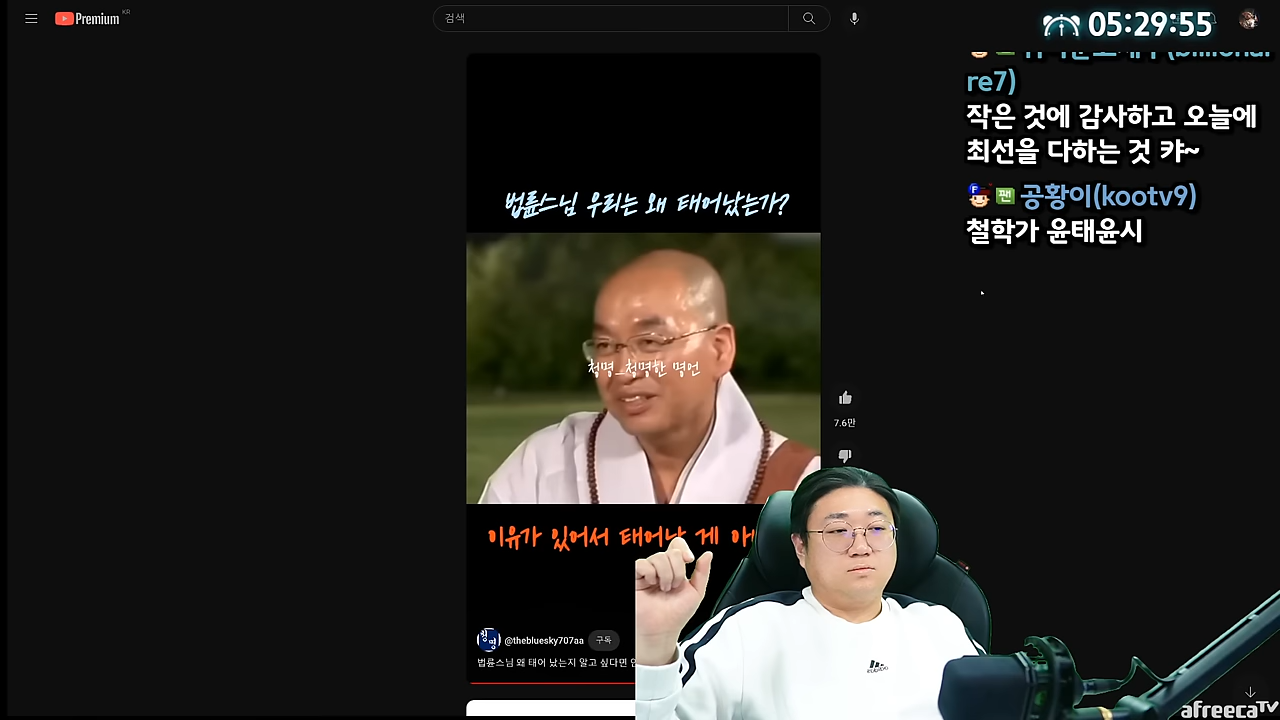 Premium KR
검색
05:29:55
re7)
작은 것에 감사하고 오늘에
최선을 다하는 것 캬~
팬 공황이(kootv9)
철학가 윤태윤시
법륜스님 우리는 왜 태어났는가?
청명_청명한 명언
7.6만
이유가 있어서 태어난 게
@thebluesky707aa 구독
법륜스님 왜 태어 났는지 알고 싶다면
afreecaTV